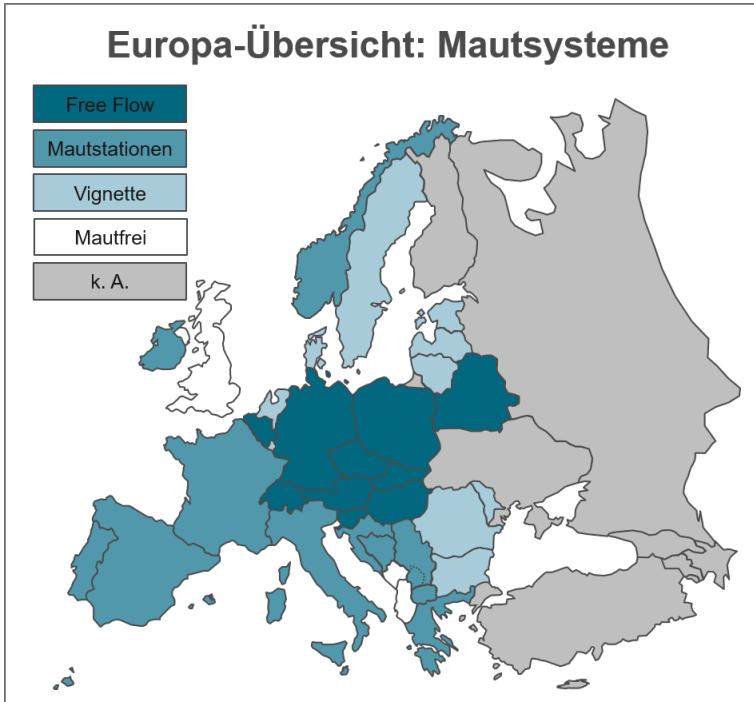 Europa-Übersicht: Mautsysteme
Free Flow
Mautstationen
Vignette
Mautfrei
k. A.